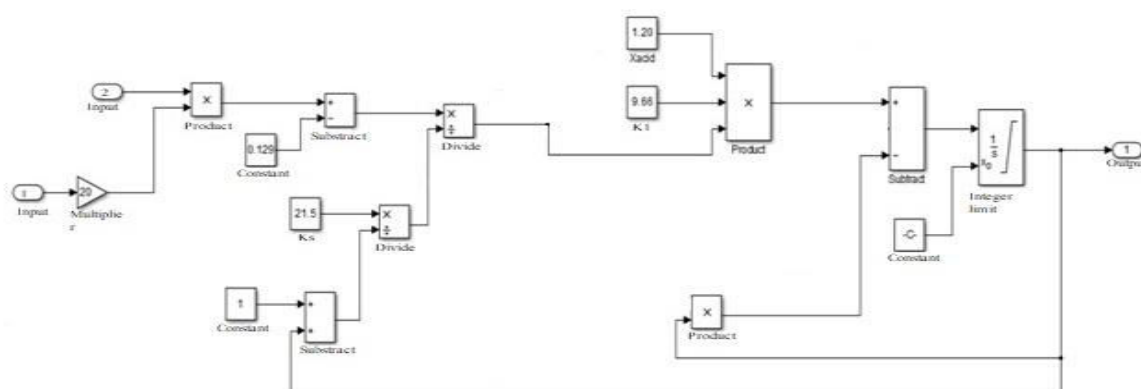 1.20
Xacid
2
Input
×
Product
+
−
Substract
×
÷
Divide
9.66
K1
×
Product
+
−
Subtract
1
s
x0
Integer
limit
1
Output
0.129
Constant
1
Input
20
Multiplie
r
21.5
Ks
×
÷
Divide
-C-
Constant
1
Constant
+
+
Substract
×
Product